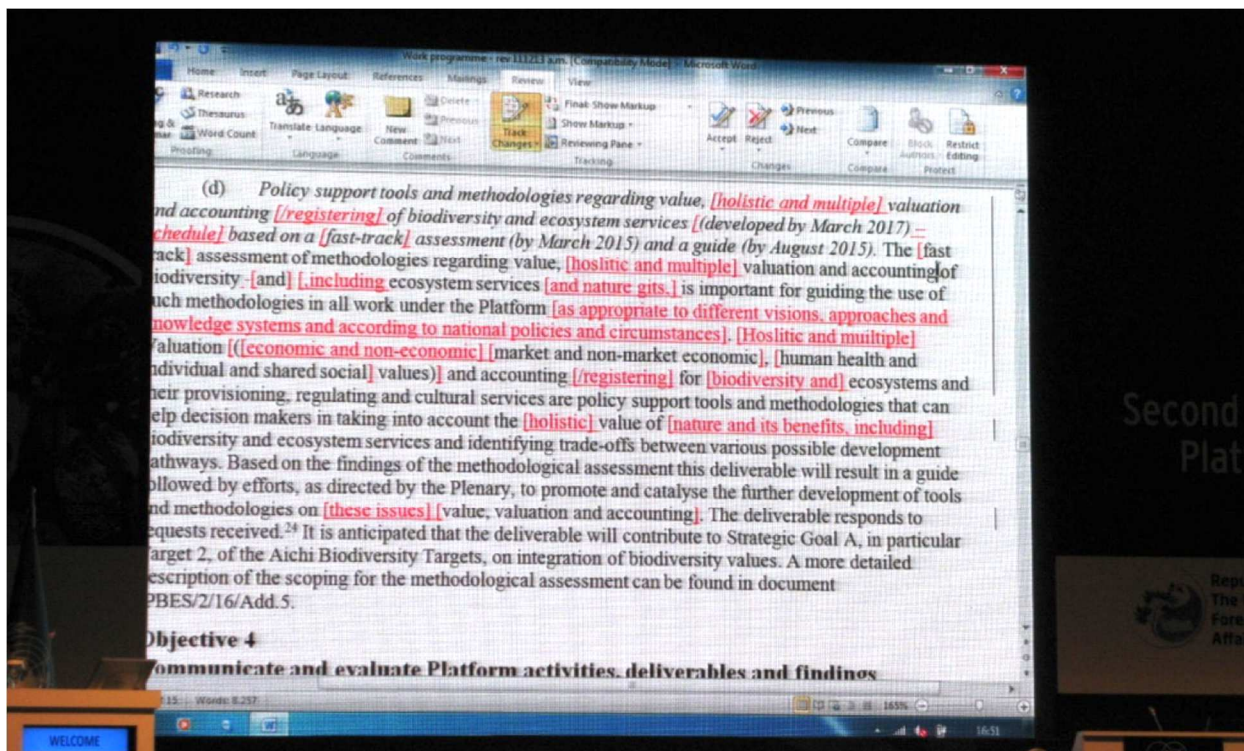 Work programme - rev 111213 a.m. [Compatibility Mode] - Microsoft Word
Home Insert Page Layout References Mailings Review View
Research
Thesaurus
Word Count
Proofing
Translate Language
Language
New Comment
Delete
Previous
Next
Comments
Track Changes
Final: Show Markup
Show Markup
Reviewing Pane
Tracking
Accept Reject
Previous
Next
Changes
Compare
Compare
Block Authors
Restrict Editing
Protect
(d) Policy support tools and methodologies regarding value, [holistic and multiple] valuation
nd accounting [/registering] of biodiversity and ecosystem services [(developed by March 2017) –
chedule] based on a [fast-track] assessment (by March 2015) and a guide (by August 2015). The [fast
rack] assessment of methodologies regarding value, [hoslitic and multiple] valuation and accounting of
iodiversity [and] [, including ecosystem services [and nature gits.] is important for guiding the use of
uch methodologies in all work under the Platform [as appropriate to different visions, approaches and
nowledge systems and according to national policies and circumstances]. [Hoslitic and muiltiple]
aluation [([economic and non-economic] [market and non-market economic], [human health and
ndividual and shared social] values)] and accounting [/registering] for [biodiversity and] ecosystems and
heir provisioning, regulating and cultural services are policy support tools and methodologies that can
elp decision makers in taking into account the [holistic] value of [nature and its benefits, including]
iodiversity and ecosystem services and identifying trade-offs between various possible development
athways. Based on the findings of the methodological assessment this deliverable will result in a guide
ollowed by efforts, as directed by the Plenary, to promote and catalyse the further development of tools
nd methodologies on [these issues] [value, valuation and accounting]. The deliverable responds to
equests received.24 It is anticipated that the deliverable will contribute to Strategic Goal A, in particular
arget 2, of the Aichi Biodiversity Targets, on integration of biodiversity values. A more detailed
escription of the scoping for the methodological assessment can be found in document
PBES/2/16/Add.5.
Objective 4
ommunicate and evaluate Platform activities, deliverables and findings
15 Words: 8,257 165%
16:51
WELCOME
Second
Plat
Repu
The
Fore
Affa